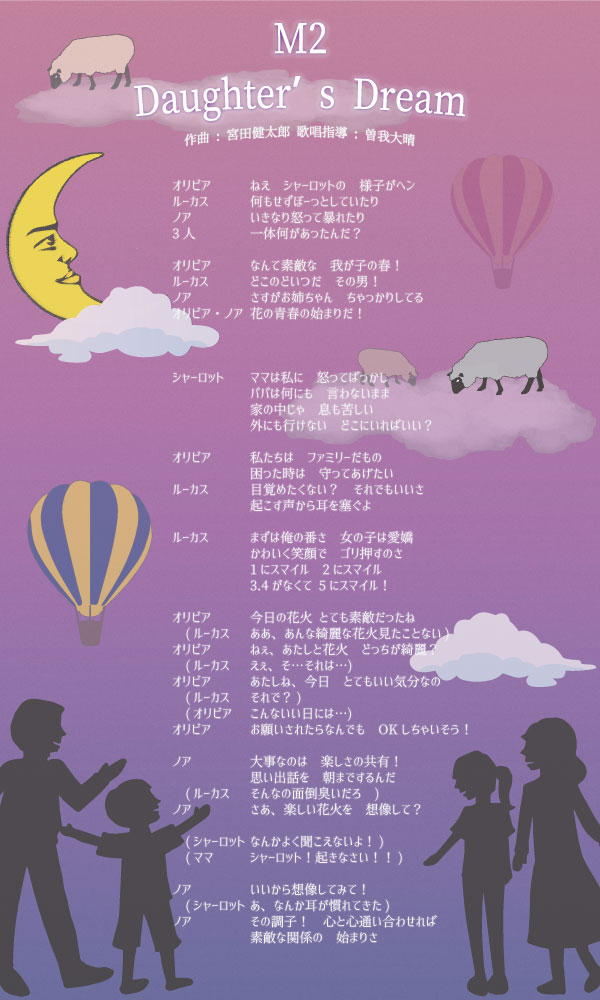 M2
Daughter's Dream
作曲：宮田健太郎 歌唱指導：曽我大晴
オリビア　ねえ　シャーロットの　様子がヘン
ルーカス　何もせずぼーっとしていたり
ノア　いきなり怒って暴れたり
3人　一体何があったんだ？
オリビア　なんて素敵な　我が子の春！
ルーカス　どこのどいつだ　その男！
ノア　さすがお姉ちゃん　ちゃっかりしてる
オリビア・ノア　花の青春の始まりだ！
シャーロット　ママは私に　怒ってばっかし
パパは何にも　言わないまま
家の中じゃ　息も苦しい
外にも行けない　どこにいればいい？
オリビア　私たちは　ファミリーだもの
困った時は　守ってあげたい
ルーカス　目覚めたくない？　それでもいいさ
起こす声から耳を塞ぐよ
ルーカス　まずは俺の番さ　女の子は愛嬌
かわいく笑顔で　ゴリ押すのさ
1にスマイル　2にスマイル
3.4がなくて 5にスマイル！
オリビア　今日の花火 とても素敵だったね
(ルーカス　ああ、あんな綺麗な花火見たことない)
オリビア　ねぇ、あたしと花火　どっちが綺麗？
(ルーカス　えぇ、そ…それは…)
オリビア　あたしね、今日　とてもいい気分なの
(ルーカス　それで？)
(オリビア　こんないい日には…)
オリビア　お願いされたらなんでも　OKしちゃいそう！
ノア　大事なのは　楽しさの共有！
思い出話を　朝まですんだ
(ルーカス　そんなの面倒臭いだろ　)
ノア　さあ、楽しい花火を　想像して？
(シャーロット　なんかよく聞こえないよ！)
(ママ　シャーロット！起きなさい！！)
ノア　いいから想像してみて！
(シャーロット　あ、なんか耳が慣れてきた)
ノア　その調子！　心と心通い合わせれば
素敵な関係の　始まりさ